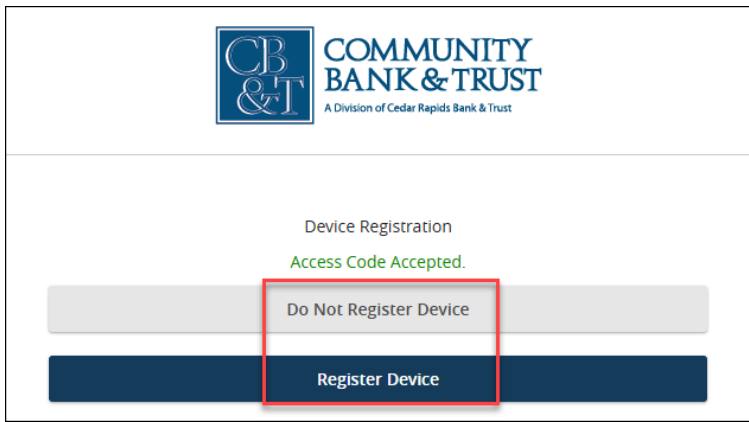 CB
&T
COMMUNITY
BANK & TRUST
A Division of Cedar Rapids Bank & Trust
Device Registration
Access Code Accepted.
Do Not Register Device
Register Device